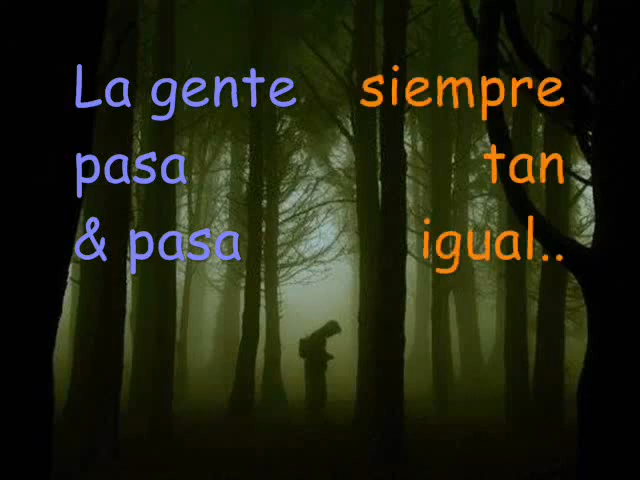 La gente
pasa
& pasa
siempre
tan
igual..